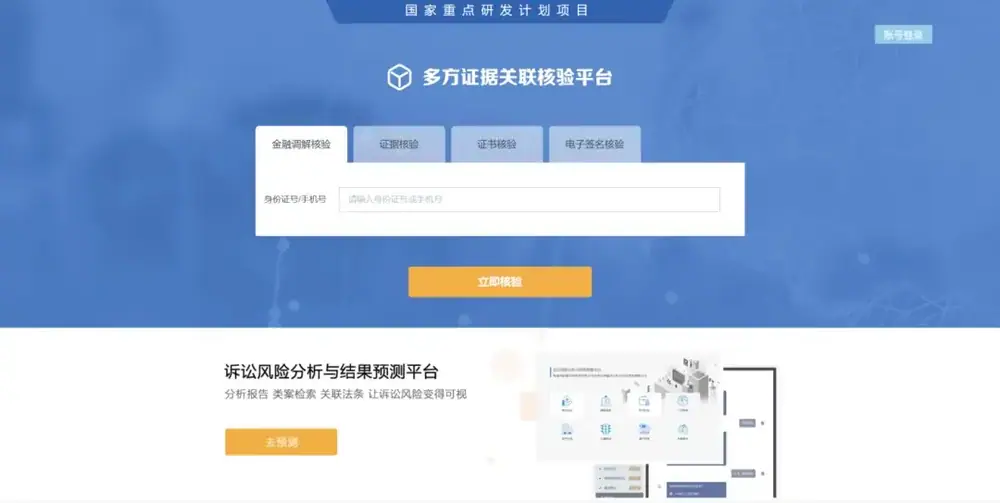 国家重点研发计划项目
账号登录
多方证据关联核验平台
金融调解核验 证据核验 证书核验 电子签名核验
身份证号/手机号 请输入身份证号或手机号
立即核验
诉讼风险分析与结果预测平台
分析报告 类案检索 关联法条 让诉讼风险变得可视
去预测